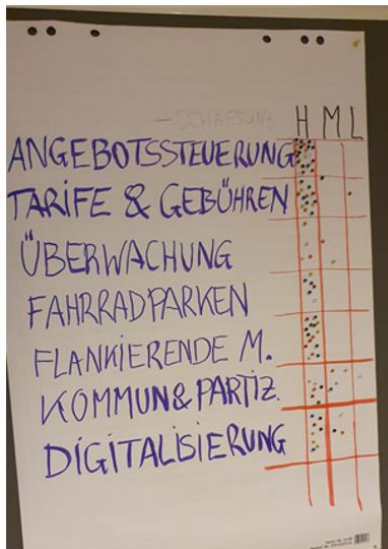 H M L
ANGEBOTSSTEUERUNG
TARIFE & GEBÜHREN
ÜBERWACHUNG
FAHRRADPARKEN
FLANKIERENDE M.
KOMMUN & PARTIZ.
DIGITALISIERUNG